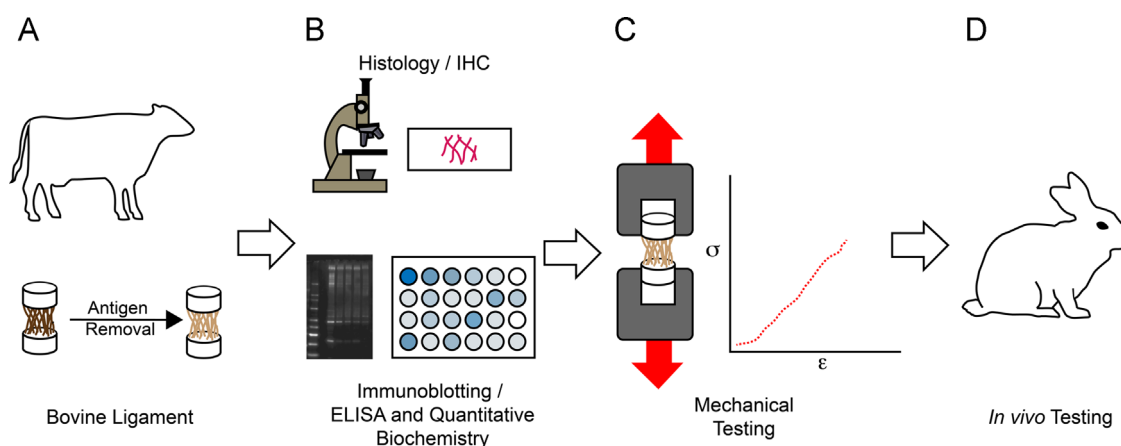 A
Antigen
Removal
Bovine Ligament
B
Histology / IHC
Immunoblotting /
ELISA and Quantitative
Biochemistry
C
σ
ε
Mechanical
Testing
D
In vivo Testing